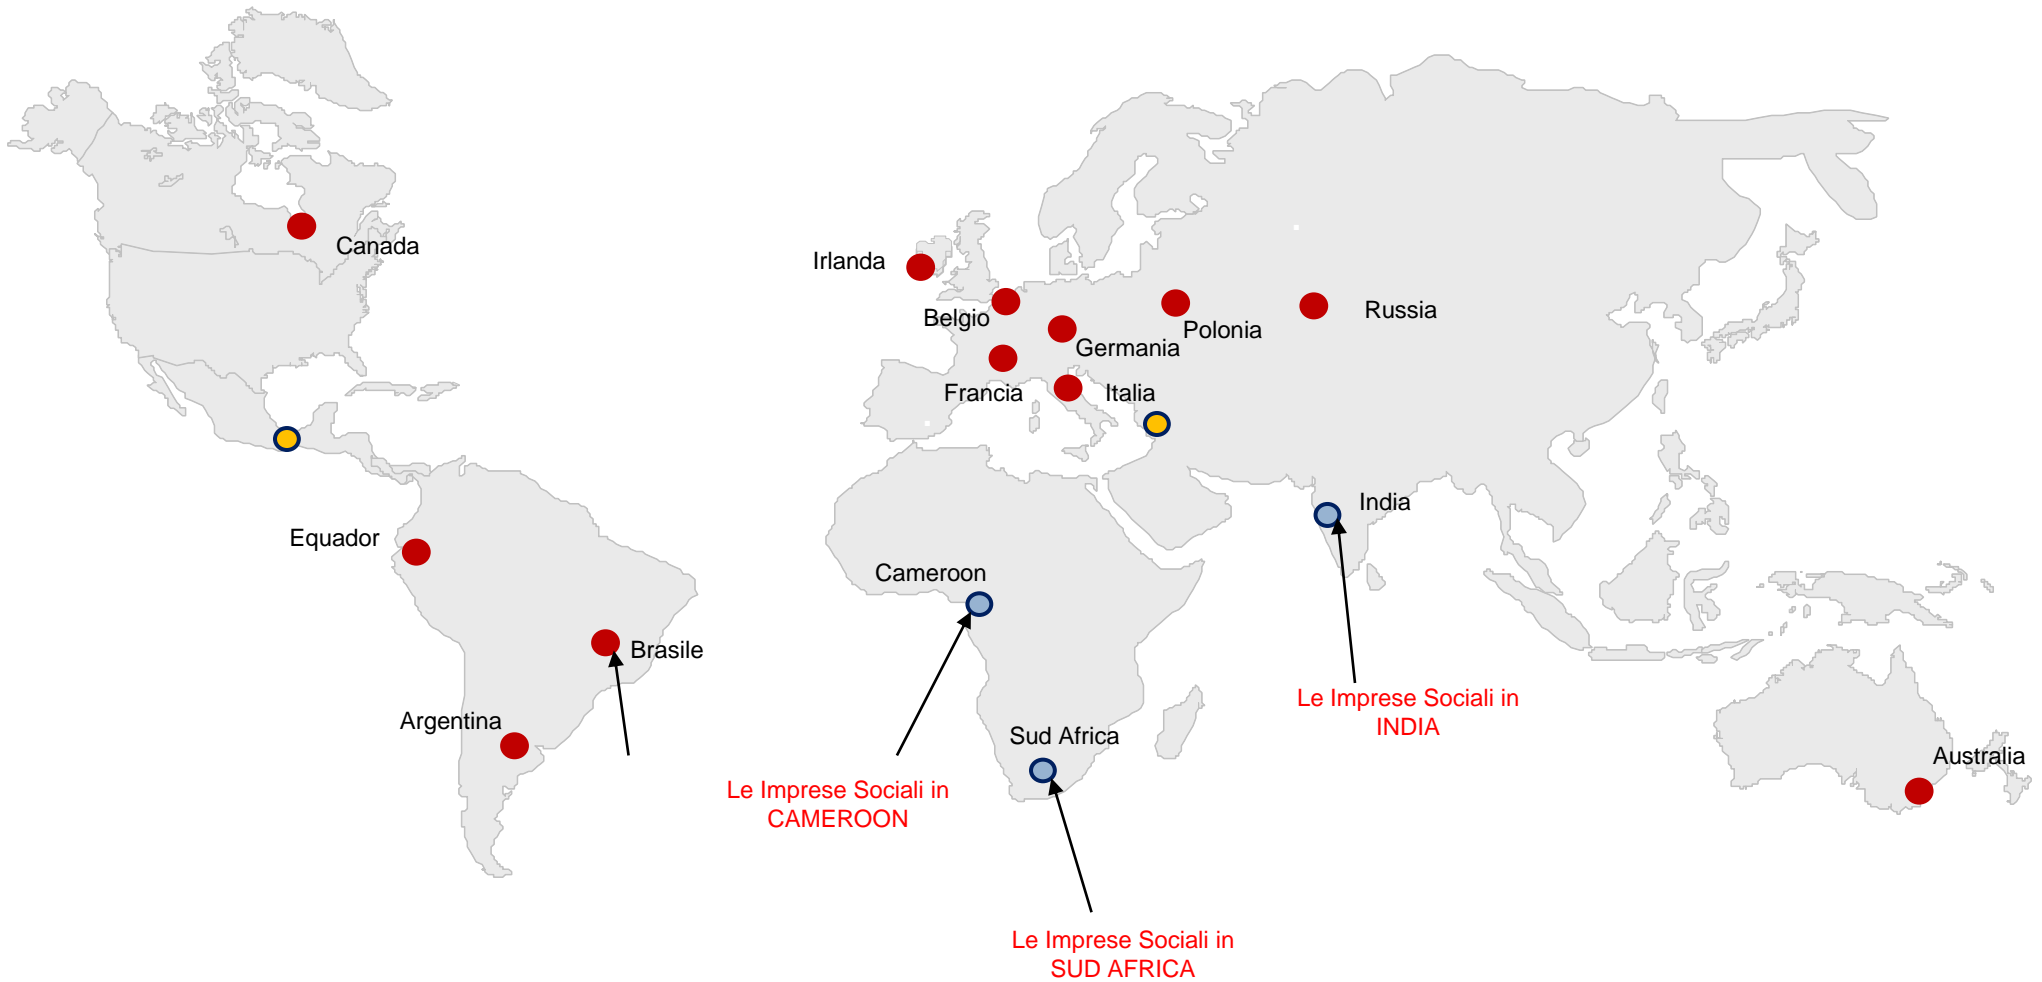 Canada
Irlanda
Belgio
Polonia
Russia
Germania
Francia
Italia
India
Equador
Cameroon
Brasile
Le Imprese Sociali in
INDIA
Argentina
Sud Africa
Australia
Le Imprese Sociali in
CAMEROON
Le Imprese Sociali in
SUD AFRICA